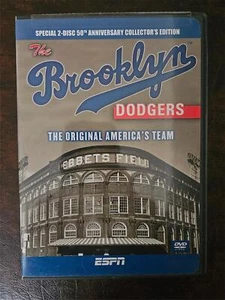 SPECIAL 2-DISC 50TH ANNIVERSARY COLLECTOR'S EDITION
The
Brooklyn
DODGERS
THE ORIGINAL AMERICA'S TEAM
EBBETS FIELD
DVD
ESPN